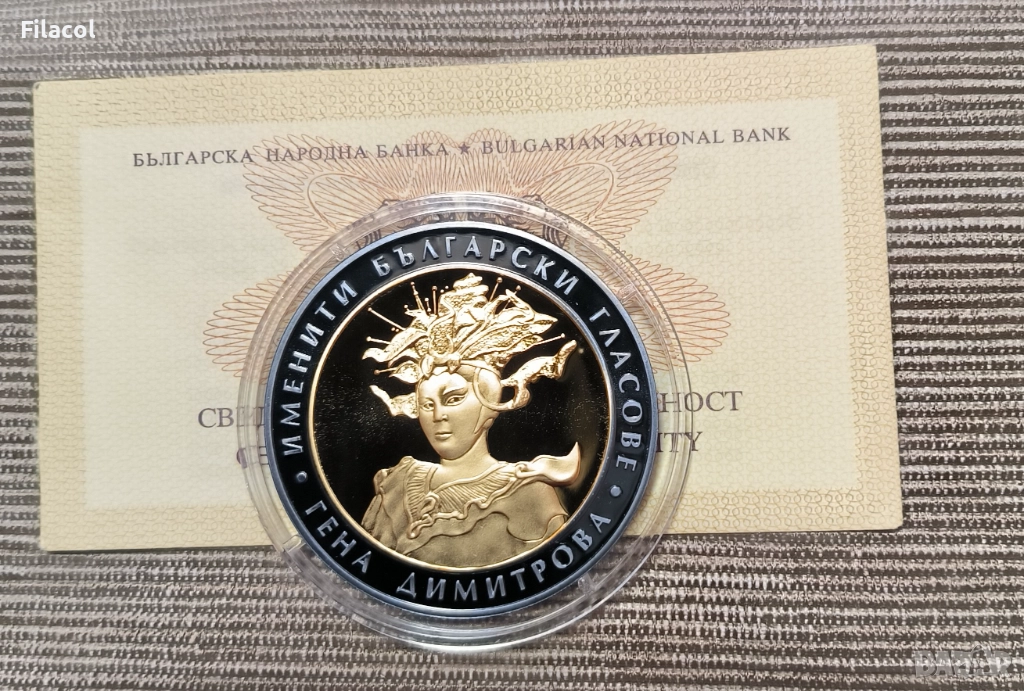 Filacol
БЪЛГАРСКА НАРОДНА БАНКА ★ BULGARIAN NATIONAL BANK
ИМЕНИТИ БЪЛГАРСКИ ГЛАСОВЕ
• ГЕНА ДИМИТРОВА •